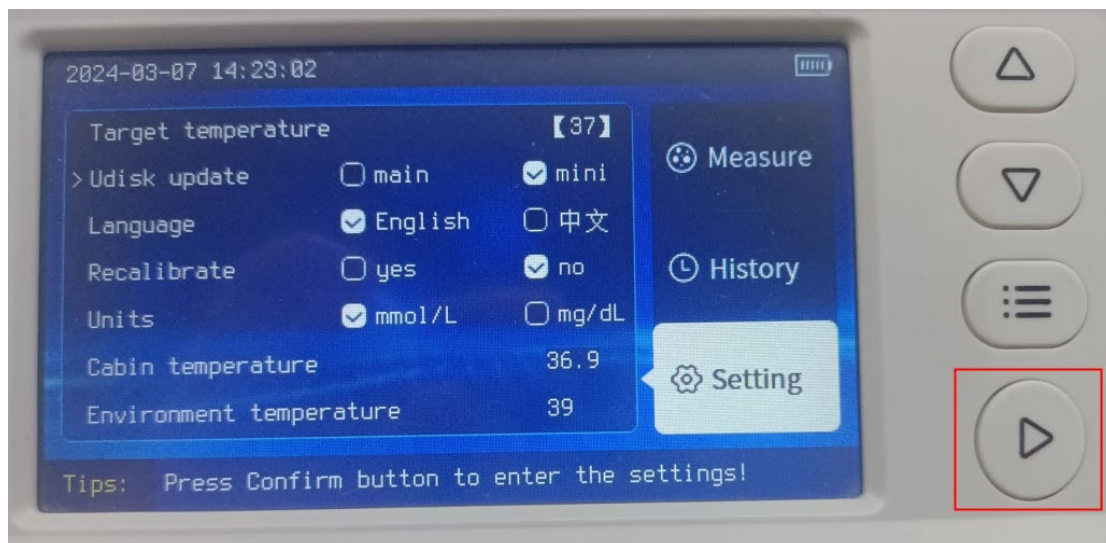 2024-03-07 14:23:02
Target temperature 【37】
>Udisk update main mini
Language English 中文
Recalibrate yes no
Units mmol/L mg/dL
Cabin temperature 36.9
Environment temperature 39
Measure
History
Setting
Tips: Press Confirm button to enter the settings!